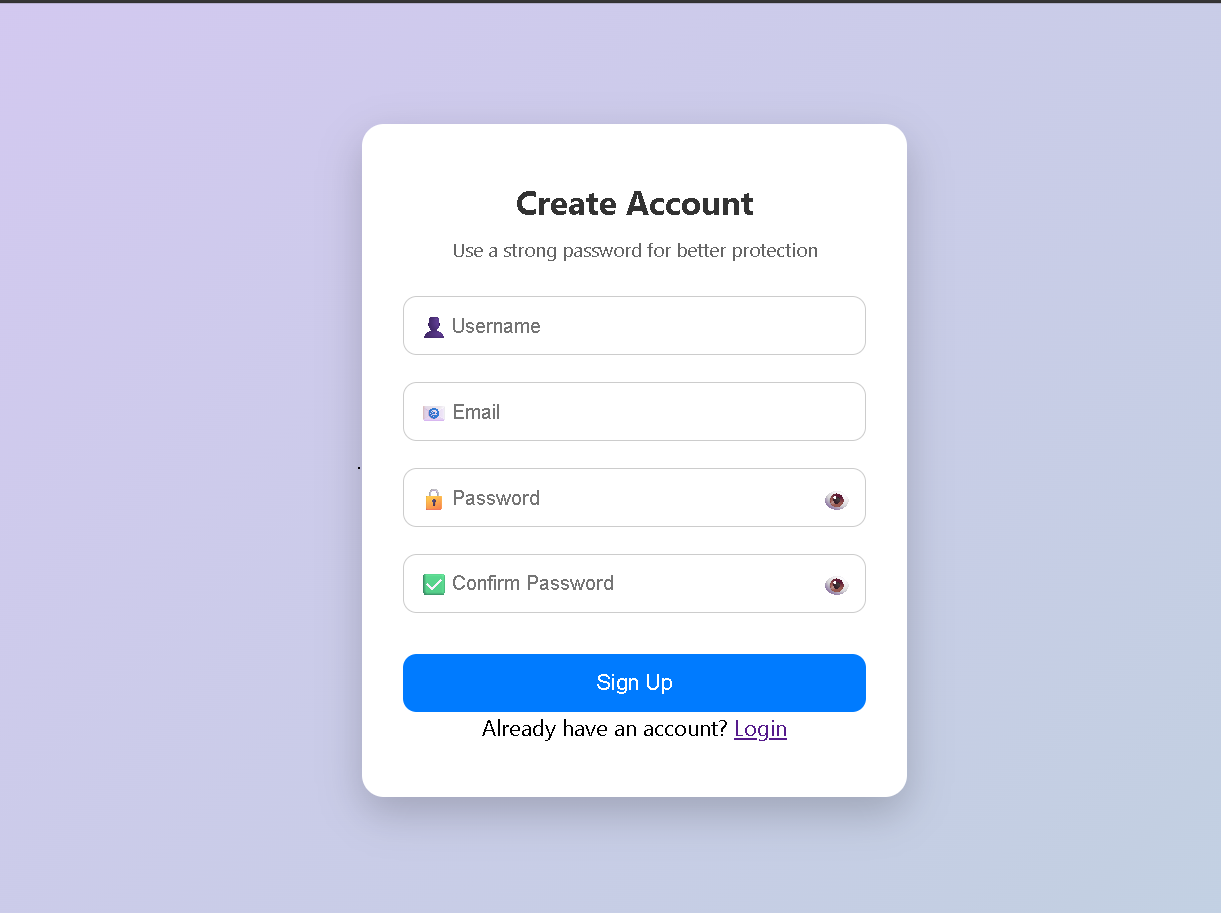 Create Account
Use a strong password for better protection
Username
Email
Password
Confirm Password
Sign Up
Already have an account? Login